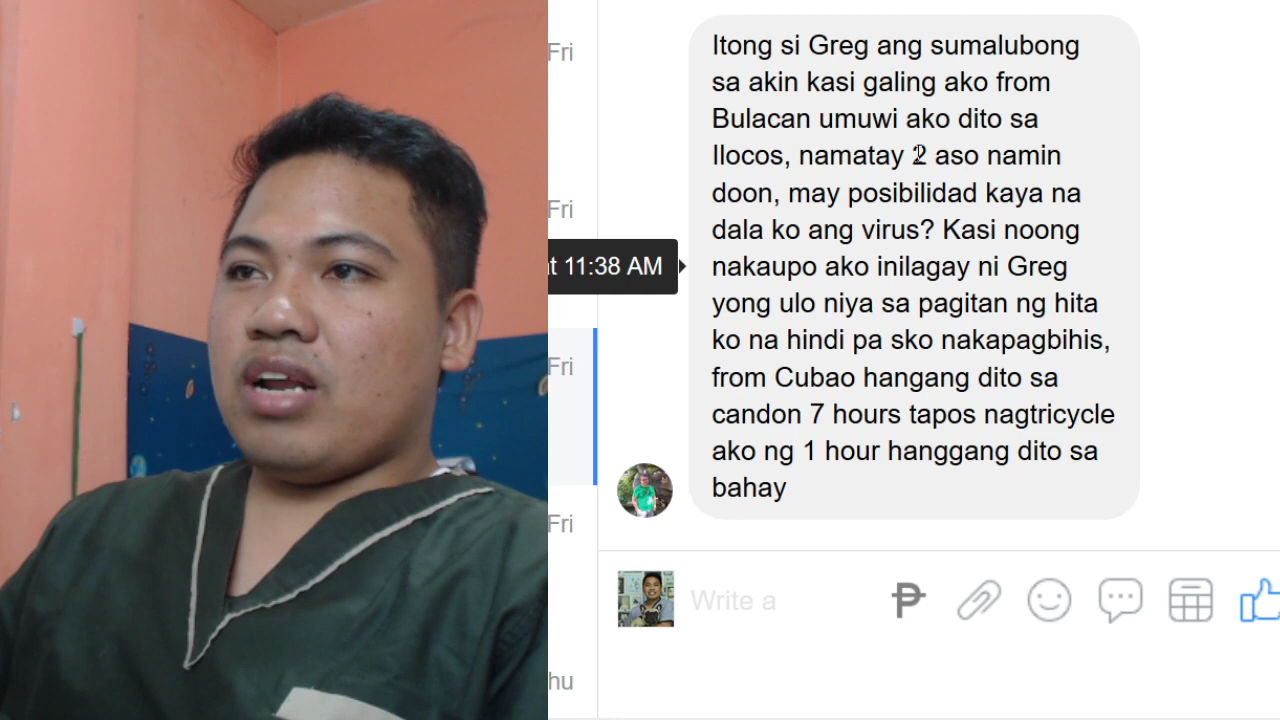 Fri
Fri
t 11:38 AM
Fri
Fri
hu
Itong si Greg ang sumalubong
sa akin kasi galing ako from
Bulacan umuwi ako dito sa
Ilocos, namatay 2 aso namin
doon, may posibilidad kaya na
dala ko ang virus? Kasi noong
nakaupo ako inilagay ni Greg
yong ulo niya sa pagitan ng hita
ko na hindi pa sko nakapagbihis,
from Cubao hangang dito sa
candon 7 hours tapos nagtricycle
ako ng 1 hour hanggang dito sa
bahay
Write a